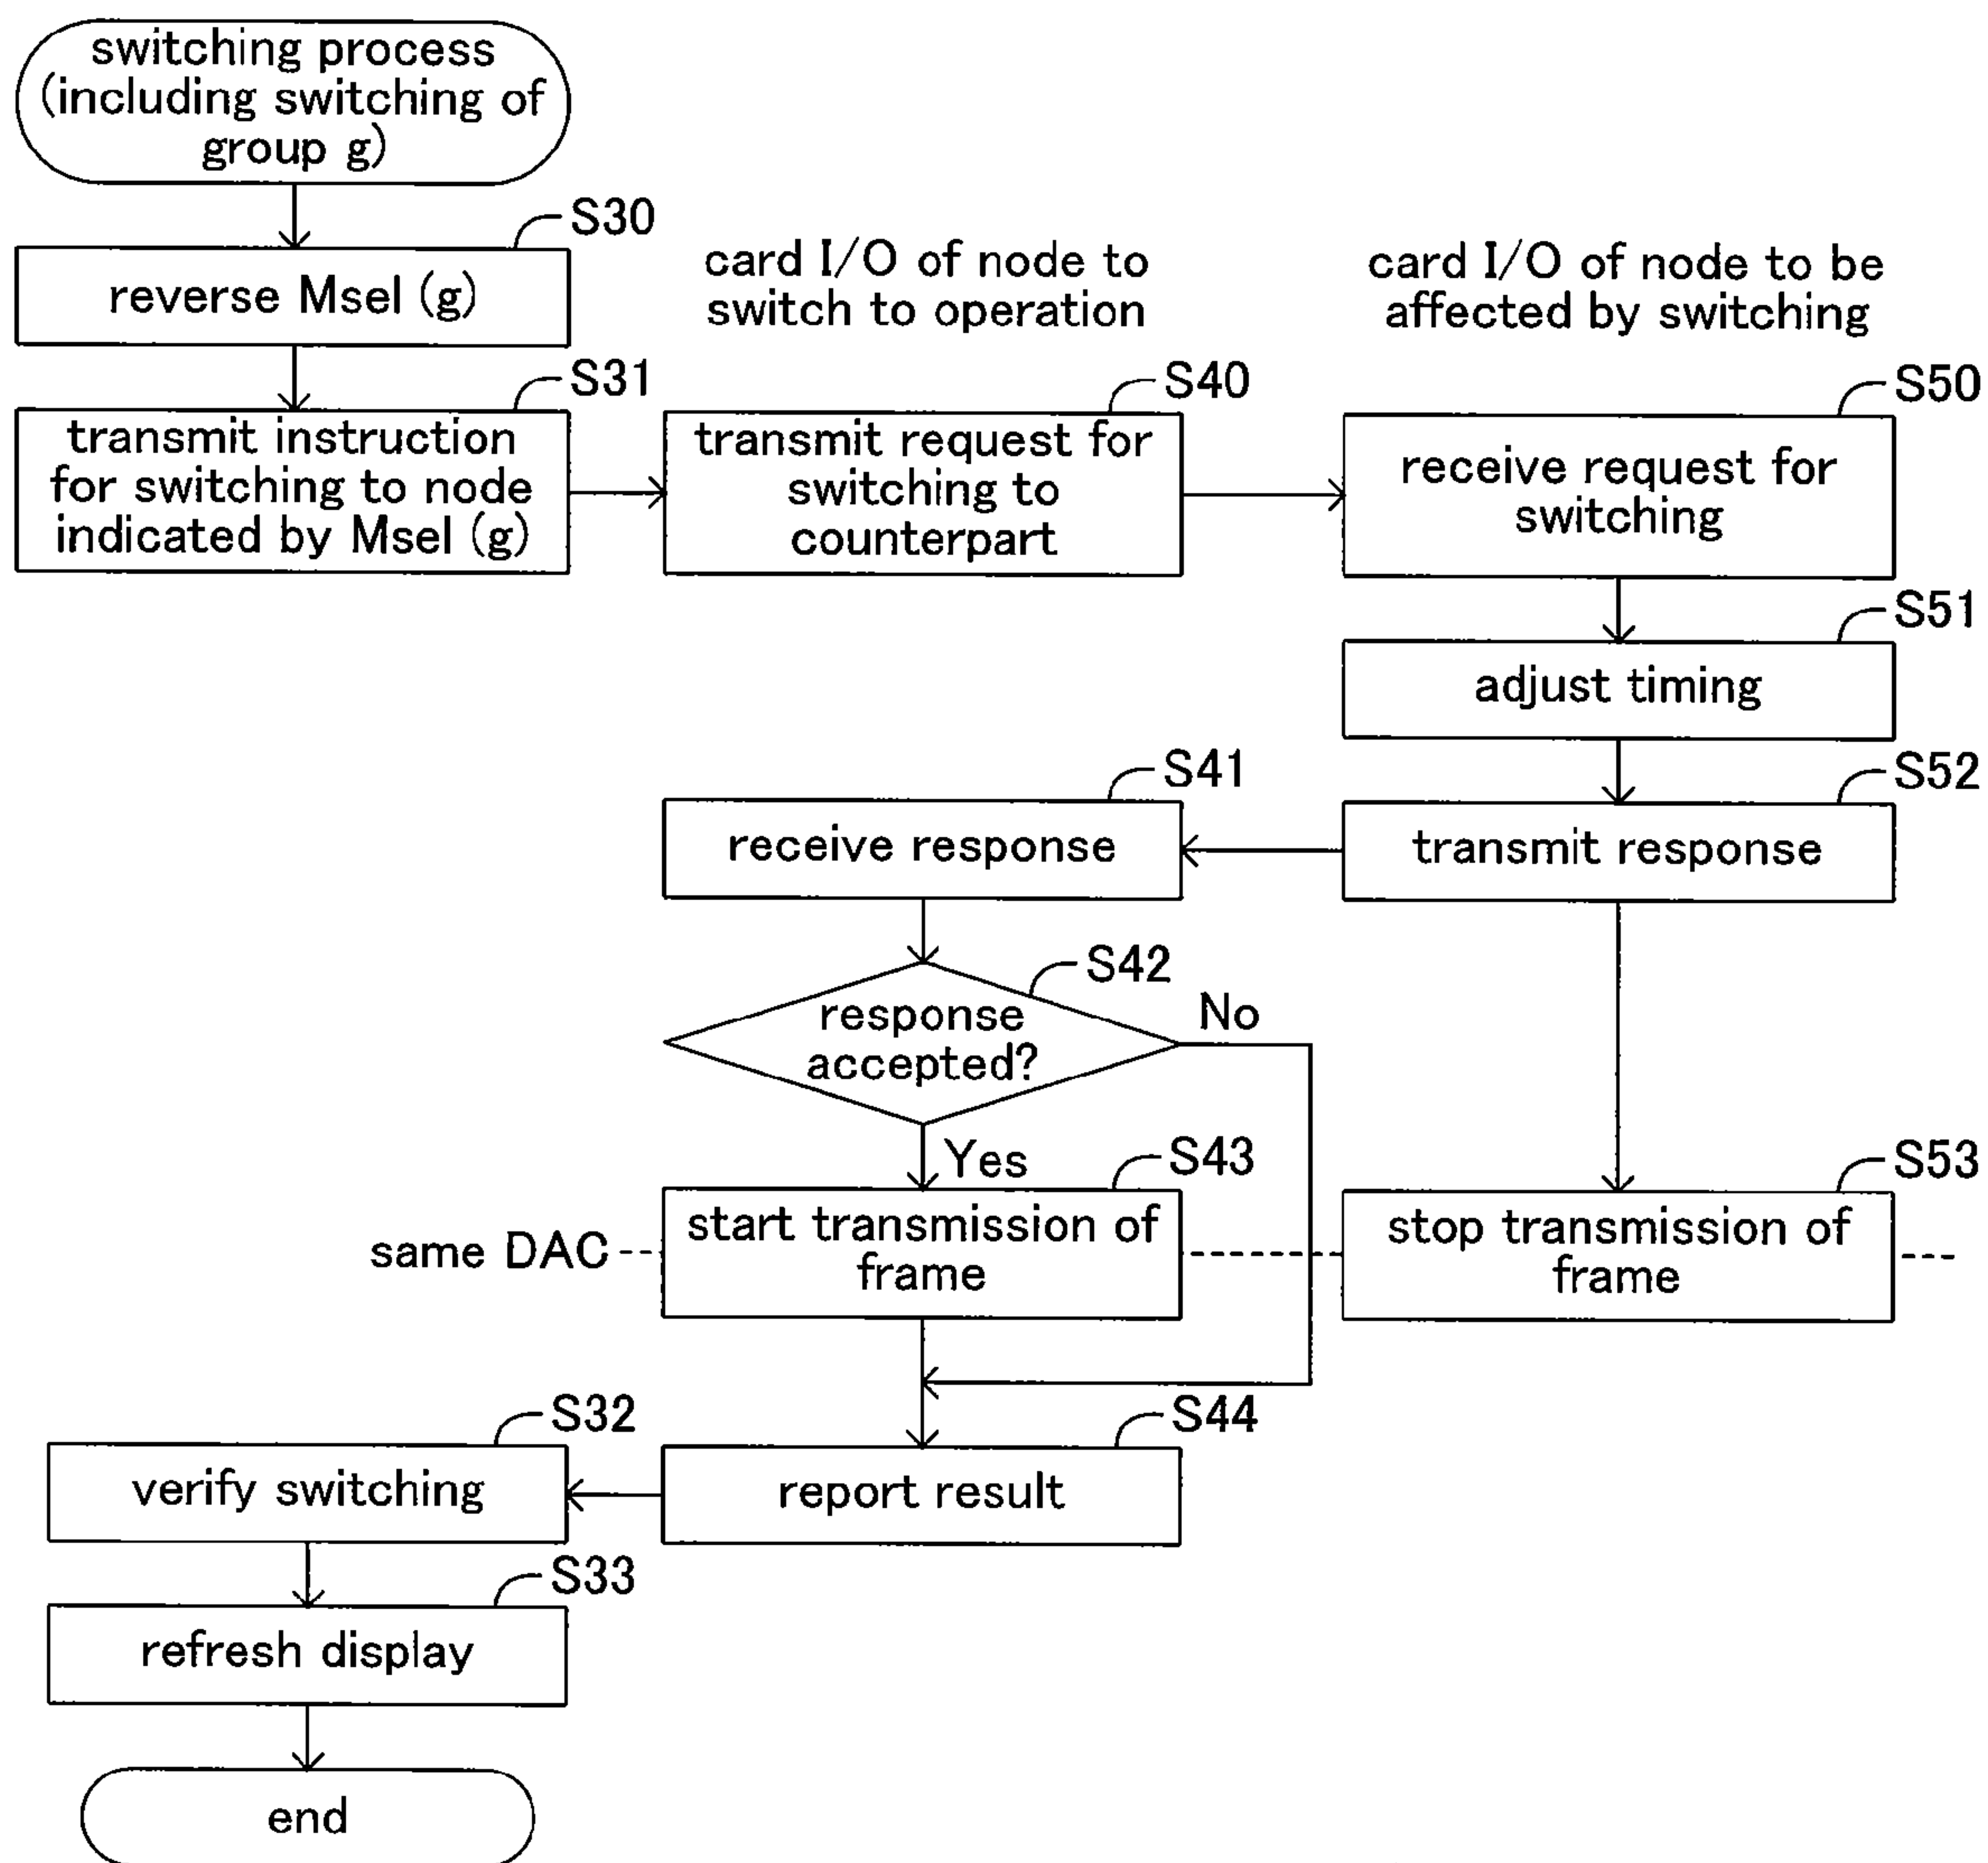 switching process
(including switching of
group g)
S30
reverse Msel (g)
card I/O of node to
switch to operation
card I/O of node to be
affected by switching
S31
transmit instruction
for switching to node
indicated by Msel (g)
S40
transmit request for
switching to
counterpart
S50
receive request for
switching
S51
adjust timing
S41
receive response
S52
transmit response
S42
response
accepted?
No
Yes
S43
same DAC
start transmission of
frame
S53
stop transmission of
frame
S32
verify switching
S44
report result
S33
refresh display
end